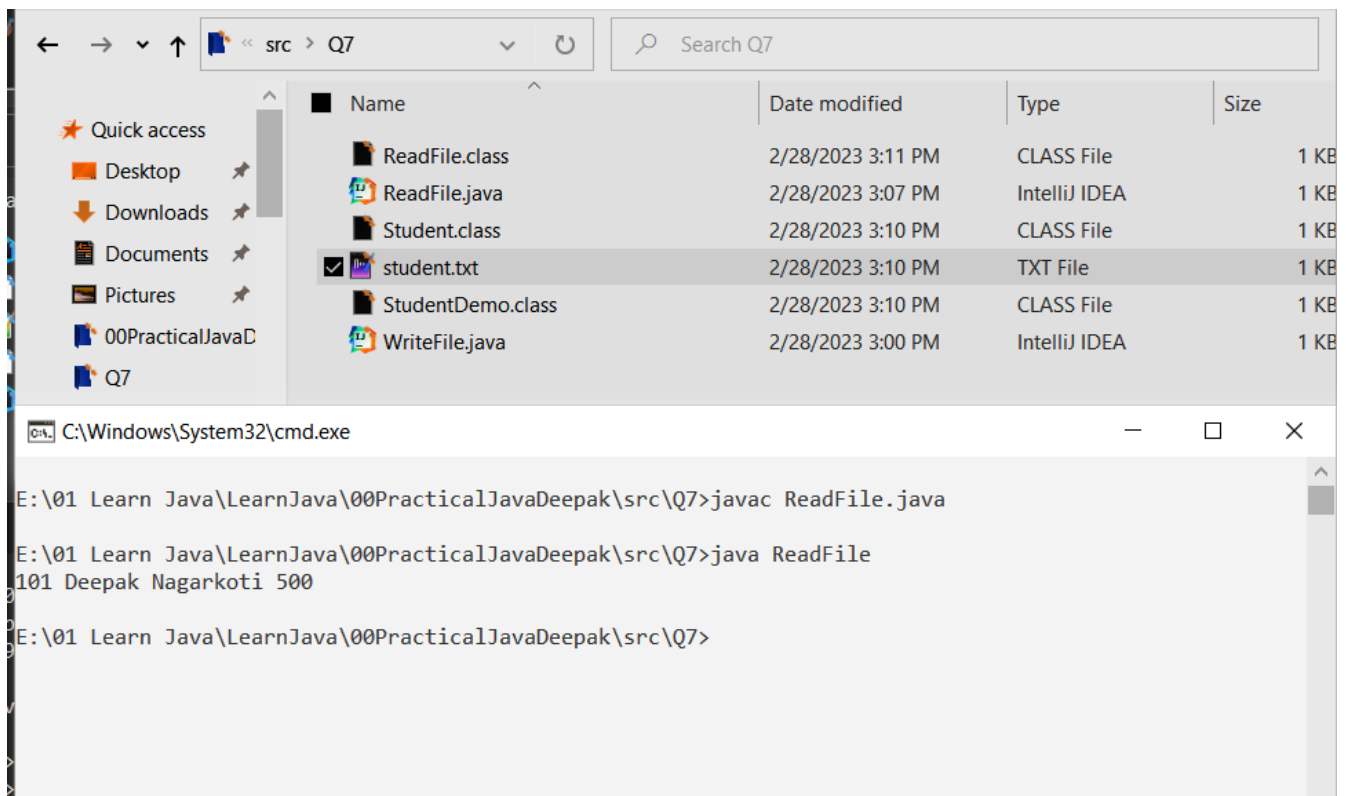 « src > Q7
Search Q7
Name Date modified Type Size
Quick access
Desktop
Downloads
Documents
Pictures
00PracticalJavaD
Q7
ReadFile.class 2/28/2023 3:11 PM CLASS File 1 KB
ReadFile.java 2/28/2023 3:07 PM IntelliJ IDEA 1 KB
Student.class 2/28/2023 3:10 PM CLASS File 1 KB
student.txt 2/28/2023 3:10 PM TXT File 1 KB
StudentDemo.class 2/28/2023 3:10 PM CLASS File 1 KB
WriteFile.java 2/28/2023 3:00 PM IntelliJ IDEA 1 KB
C:\Windows\System32\cmd.exe
E:\01 Learn Java\LearnJava\00PracticalJavaDeepak\src\Q7>javac ReadFile.java
E:\01 Learn Java\LearnJava\00PracticalJavaDeepak\src\Q7>java ReadFile
101 Deepak Nagarkoti 500
E:\01 Learn Java\LearnJava\00PracticalJavaDeepak\src\Q7>